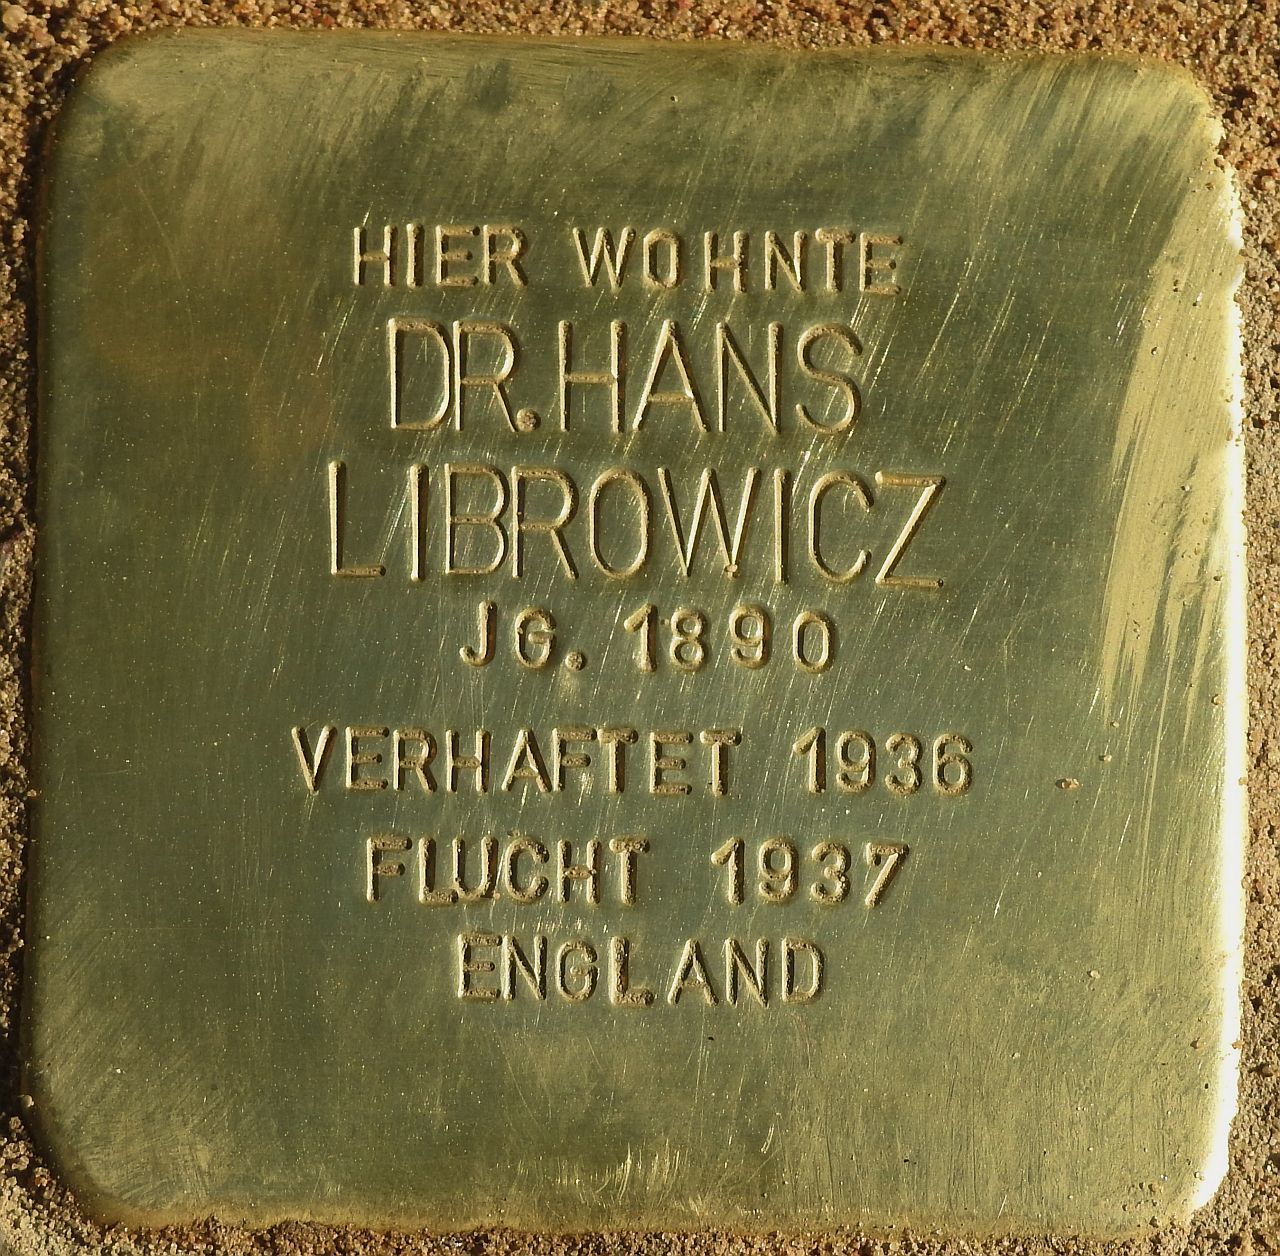 HIER WOHNTE
DR. HANS
LIBROWICZ
JG. 1890
VERHAFTET 1936
FLUCHT 1937
ENGLAND